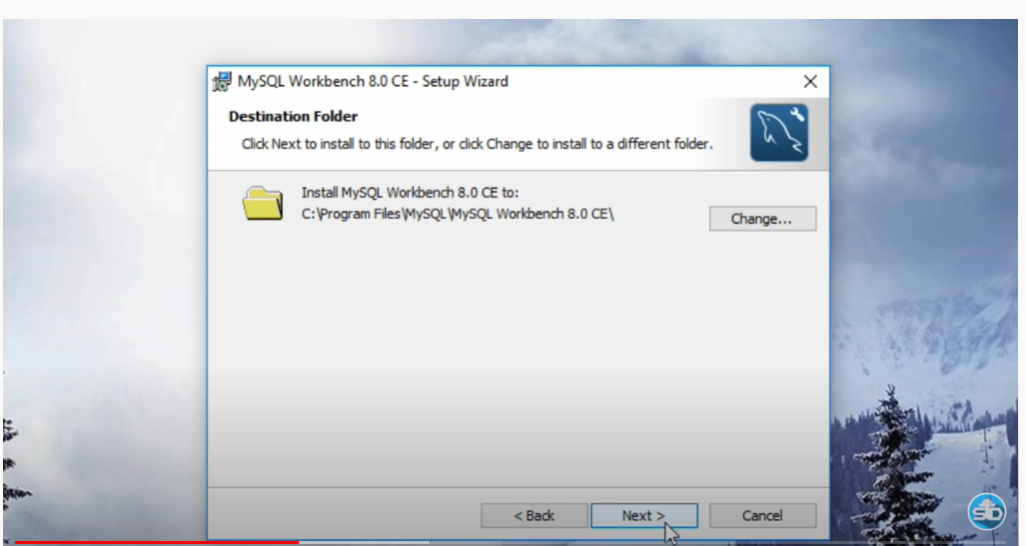 MySQL Workbench 8.0 CE - Setup Wizard
Destination Folder
Click Next to install to this folder, or click Change to install to a different folder.
Install MySQL Workbench 8.0 CE to:
C:\Program Files\MySQL\MySQL Workbench 8.0 CE\
Change...
< Back
Next >
Cancel